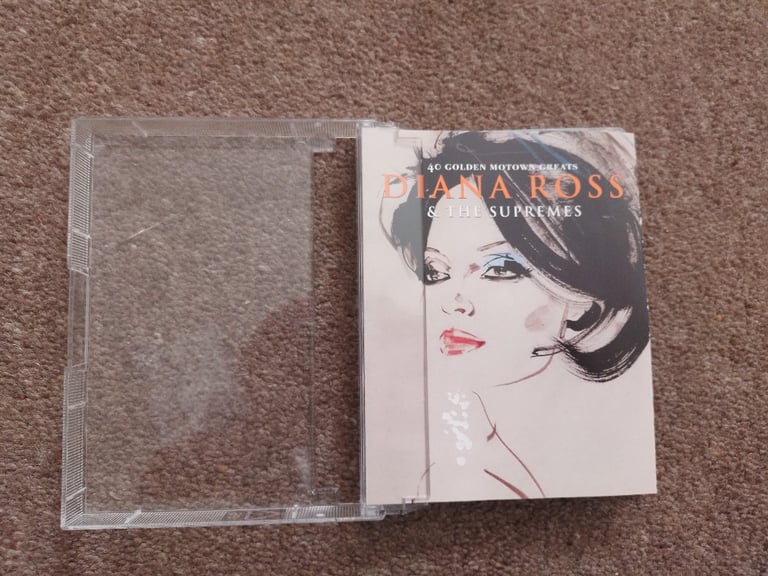 40 GOLDEN MOTOWN GREATS
DIANA ROSS
& THE SUPREMES